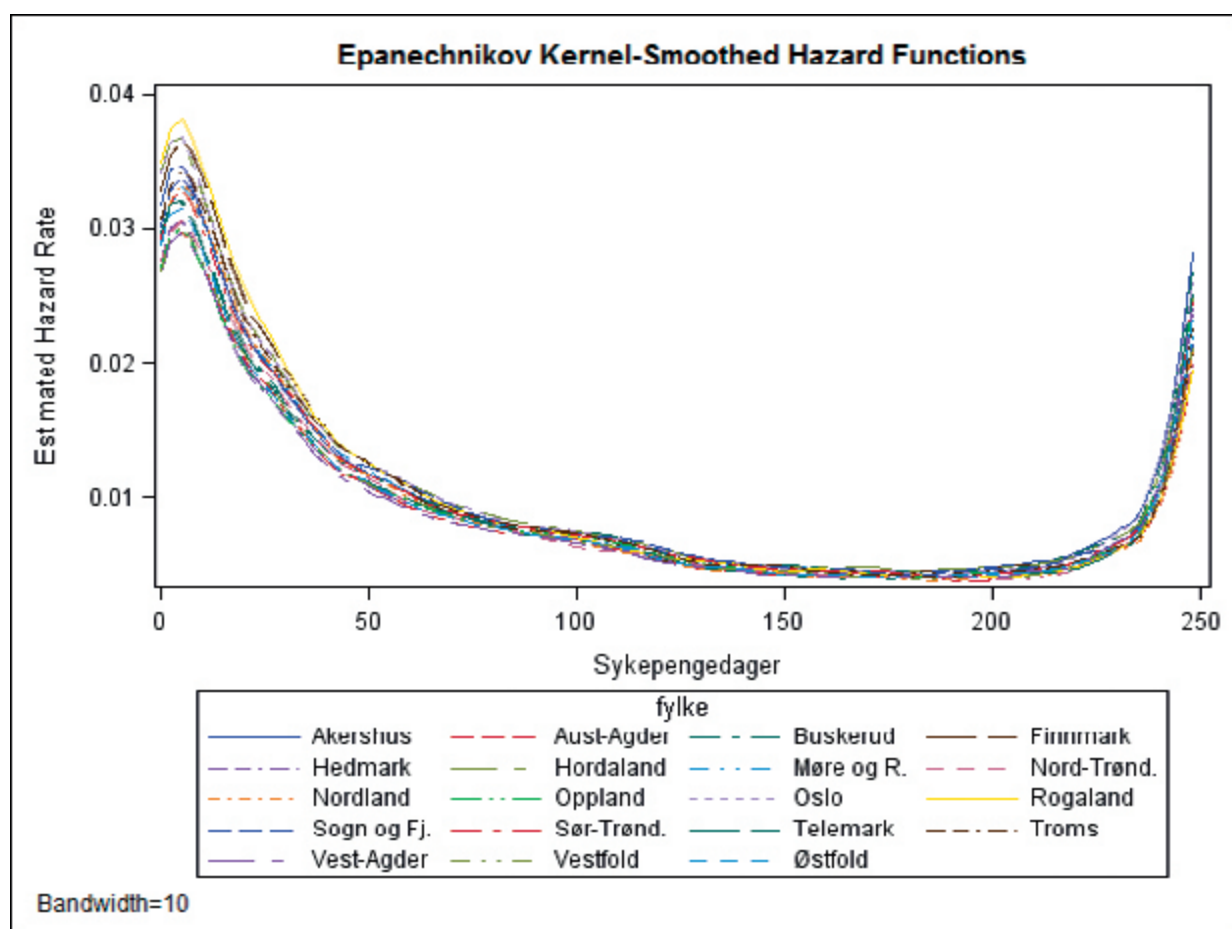 Epanechnikov Kernel-Smoothed Hazard Functions
0.04
0.03
0.02
0.01
Est mated Hazard Rate
0 50 100 150 200 250
Sykepengedager
fylke
Akershus Aust-Agder Buskerud Finnmark
Hedmark Hordaland Møre og R. Nord-Trønd.
Nordland Oppland Oslo Rogaland
Sogn og Fj. Sør-Trønd. Telemark Troms
Vest-Agder Vestfold Østfold
Bandwidth=10